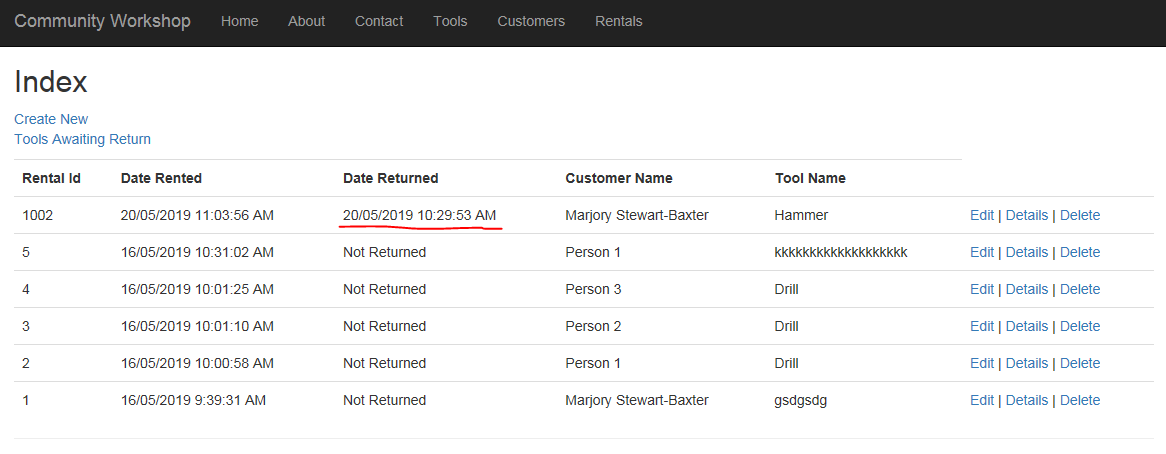 Community Workshop Home About Contact Tools Customers Rentals
Index
Create New
Tools Awaiting Return
Rental Id Date Rented Date Returned Customer Name Tool Name
1002 20/05/2019 11:03:56 AM 20/05/2019 10:29:53 AM Marjory Stewart-Baxter Hammer Edit | Details | Delete
5 16/05/2019 10:31:02 AM Not Returned Person 1 kkkkkkkkkkkkkkkkkkk Edit | Details | Delete
4 16/05/2019 10:01:25 AM Not Returned Person 3 Drill Edit | Details | Delete
3 16/05/2019 10:01:10 AM Not Returned Person 2 Drill Edit | Details | Delete
2 16/05/2019 10:00:58 AM Not Returned Person 1 Drill Edit | Details | Delete
1 16/05/2019 9:39:31 AM Not Returned Marjory Stewart-Baxter gsdgsdg Edit | Details | Delete